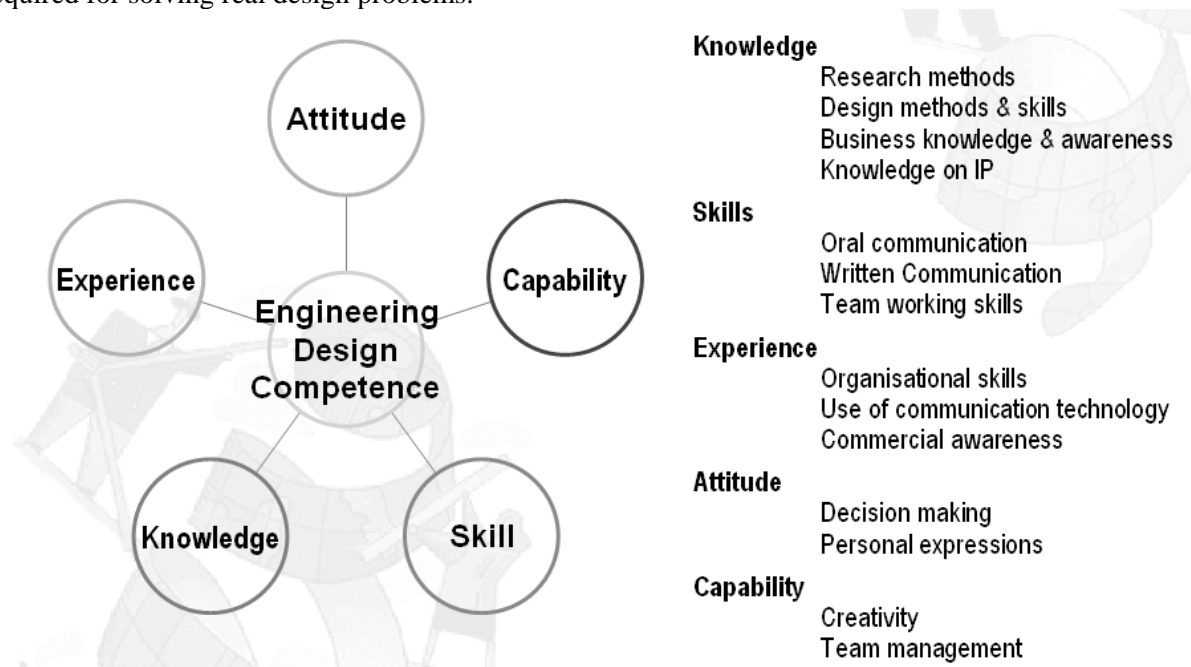 equired for solving real design problems.
Attitude
Experience
Capability
Engineering
Design
Competence
Knowledge
Skill
Knowledge
Research methods
Design methods & skills
Business knowledge & awareness
Knowledge on IP
Skills
Oral communication
Written Communication
Team working skills
Experience
Organisational skills
Use of communication technology
Commercial awareness
Attitude
Decision making
Personal expressions
Capability
Creativity
Team management